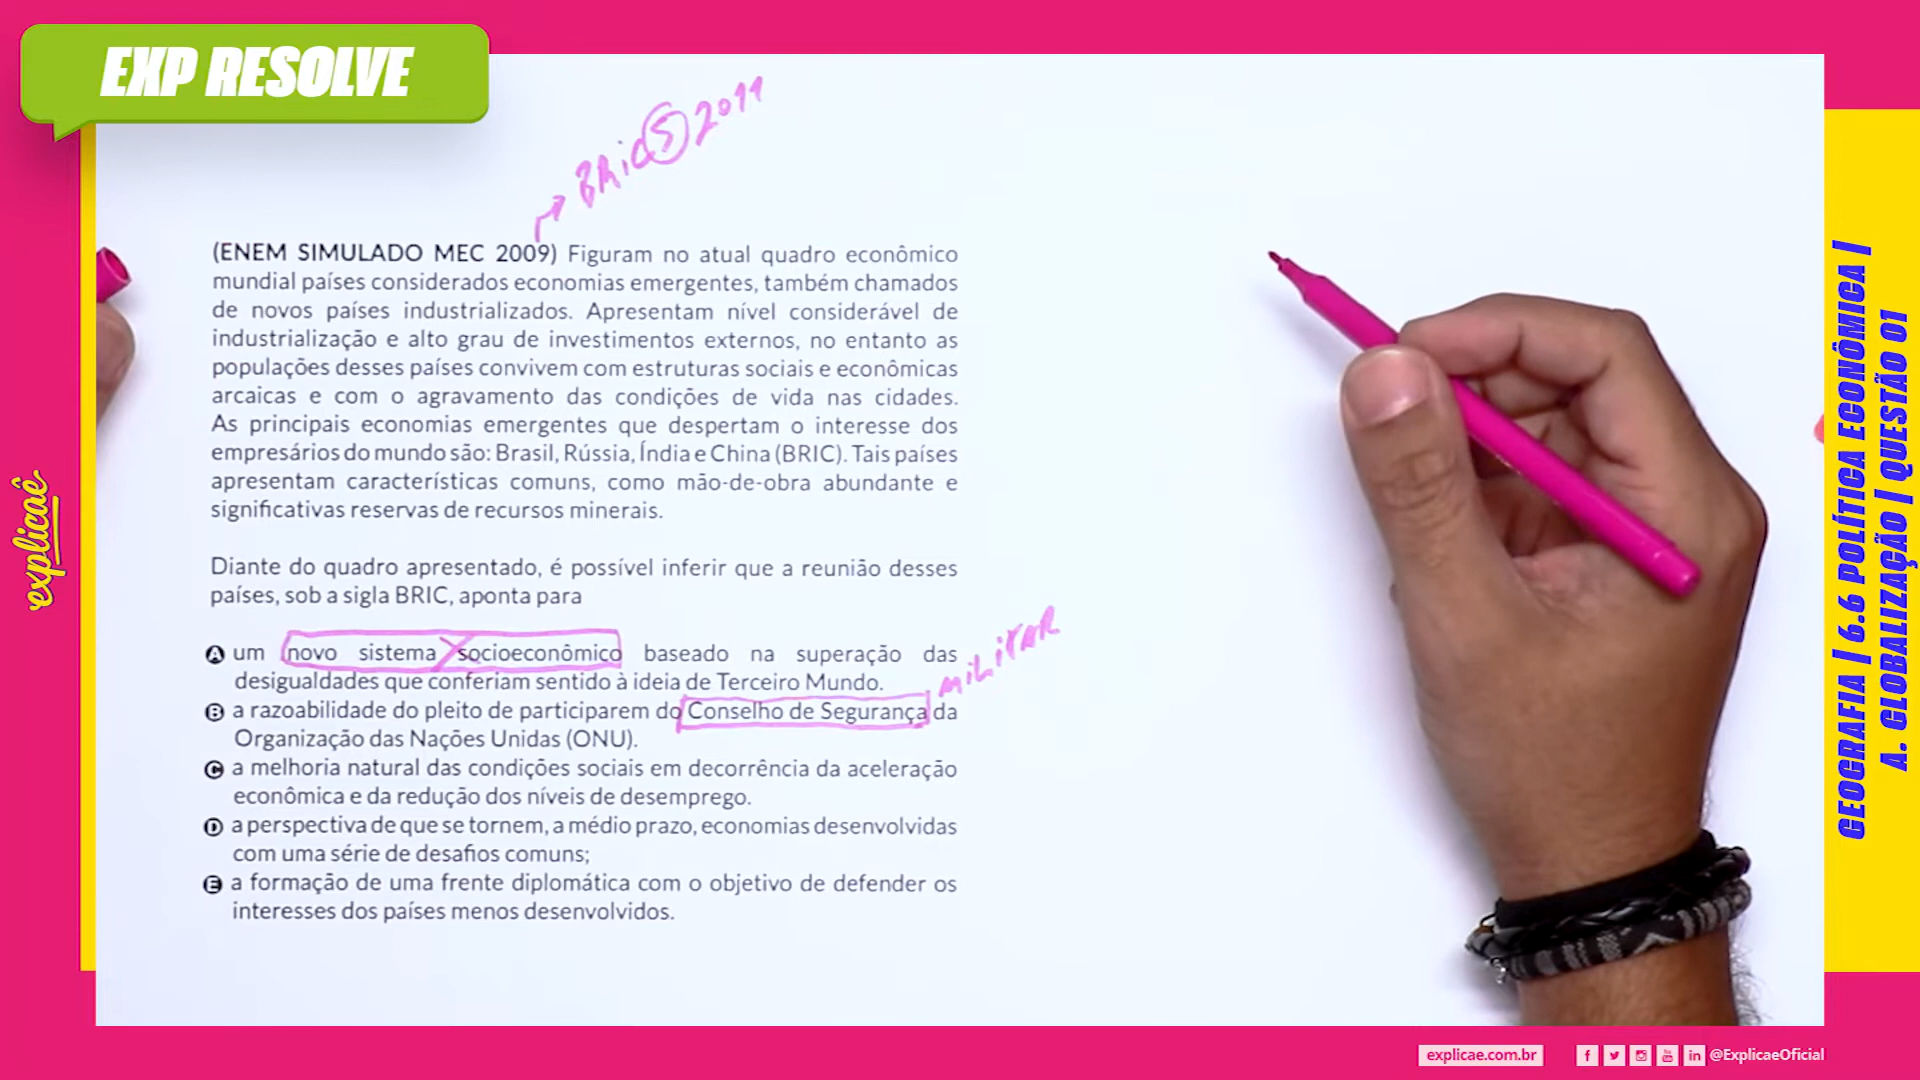 EXP RESOLVE
BRICS 2011
(ENEM SIMULADO MEC 2009) Figuram no atual quadro econômico
mundial países considerados economias emergentes, também chamados
de novos países industrializados. Apresentam nível considerável de
industrialização e alto grau de investimentos externos, no entanto as
populações desses países convivem com estruturas sociais e econômicas
arcaicas e com o agravamento das condições de vida nas cidades.
As principais economias emergentes que despertam o interesse dos
empresários do mundo são: Brasil, Rússia, Índia e China (BRIC). Tais países
apresentam características comuns, como mão-de-obra abundante e
significativas reservas de recursos minerais.
Diante do quadro apresentado, é possível inferir que a reunião desses
países, sob a sigla BRIC, aponta para
A um novo sistema socioeconômico baseado na superação das
desigualdades que conferiam sentido à ideia de Terceiro Mundo.
MILITAR
B a razoabilidade do pleito de participarem do Conselho de Segurança da
Organização das Nações Unidas (ONU).
C a melhoria natural das condições sociais em decorrência da aceleração
econômica e da redução dos níveis de desemprego.
D a perspectiva de que se tornem, a médio prazo, economias desenvolvidas
com uma série de desafios comuns;
E a formação de uma frente diplomática com o objetivo de defender os
interesses dos países menos desenvolvidos.
explicaê
GEOGRAFIA | 6.6 POLÍTICA ECONÔMICA |
A. GLOBALIZAÇÃO | QUESTÃO 01
explicae.com.br
@ExplicaeOficial